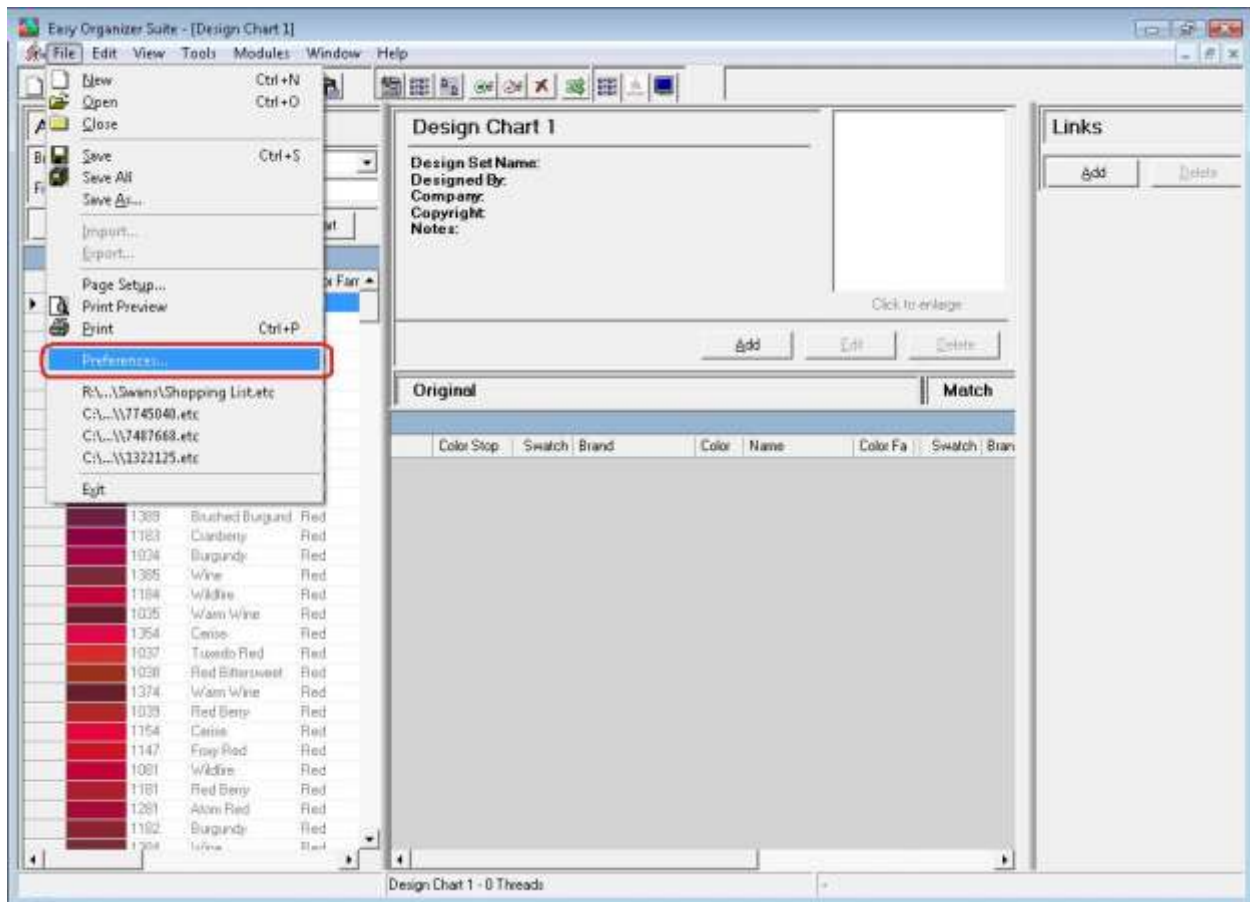 Easy Organizer Suite - [Design Chart 1]
File Edit View Tools Modules Window Help
New Ctrl+N
Open Ctrl+O
Close
Save Ctrl+S
Save All
Save As...
Import...
Export...
Page Setup...
Print Preview
Print Ctrl+P
Preferences...
R:\...\Swans\Shopping List.etc
C:\...\\7745040.etc
C:\...\\7487668.etc
C:\...\\1322125.etc
Exit
1389 Brushed Burgund Red
1183 Cranberry Red
1034 Burgundy Red
1385 Wine Red
1184 Wildfire Red
1035 Warm Wine Red
1354 Cerise Red
1037 Tuxedo Red Red
1038 Red Bittersweet Red
1374 Warm Wine Red
1039 Red Berry Red
1154 Cerise Red
1147 Foxy Red Red
1081 Wildfire Red
1181 Red Berry Red
1281 Atom Red Red
1182 Burgundy Red
Wine Red
Design Chart 1
Design Set Name:
Designed By:
Company:
Copyright
Notes:
Click to enlarge
Add Edit Delete
Original Match
Color Stop Swatch Brand Color Name Color Fa Swatch Bran
Links
Add Delete
Design Chart 1 - 0 Threads